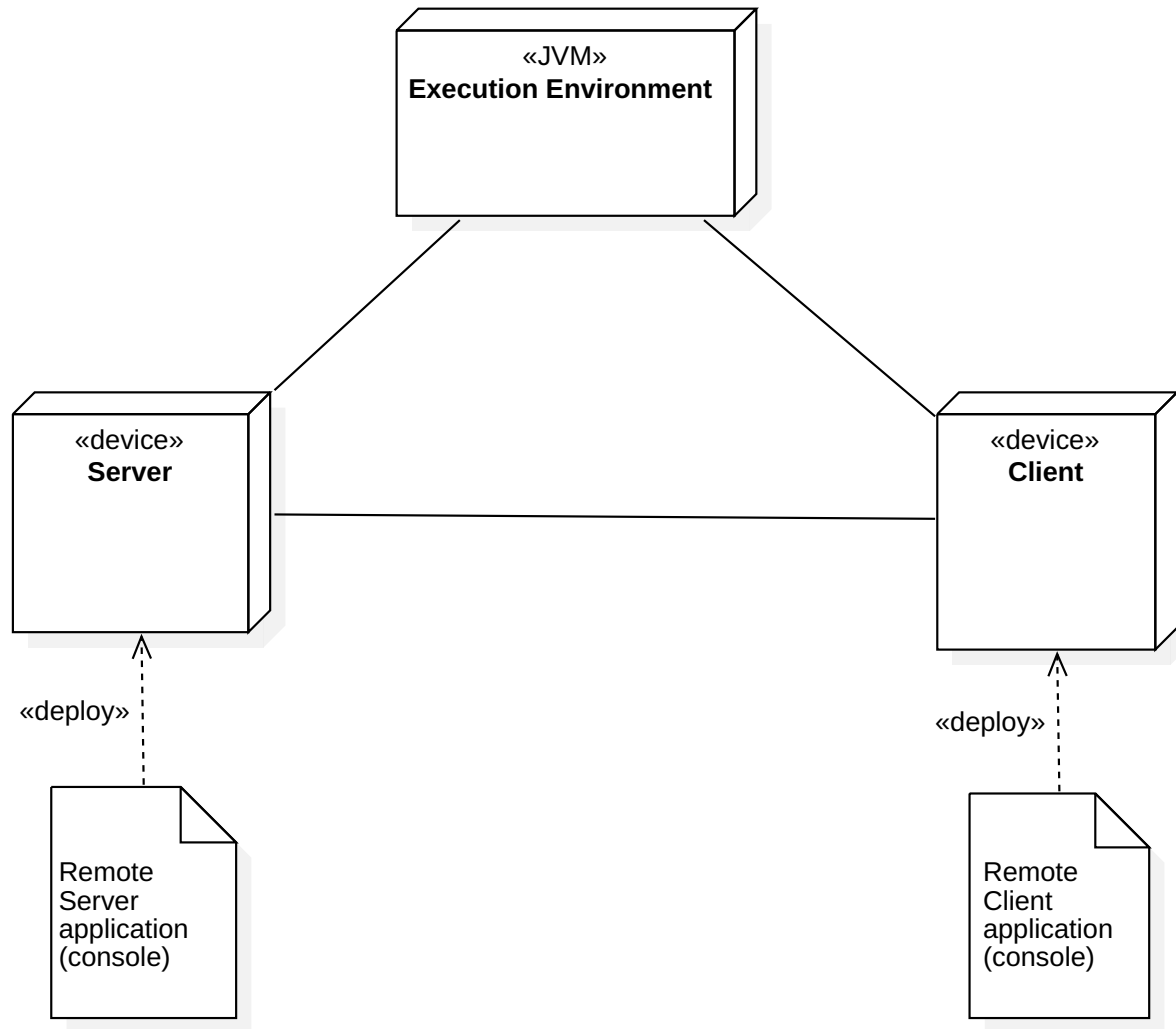 «JVM»
Execution Environment
«device»
Server
«device»
Client
«deploy»
«deploy»
Remote
Server
application
(console)
Remote
Client
application
(console)